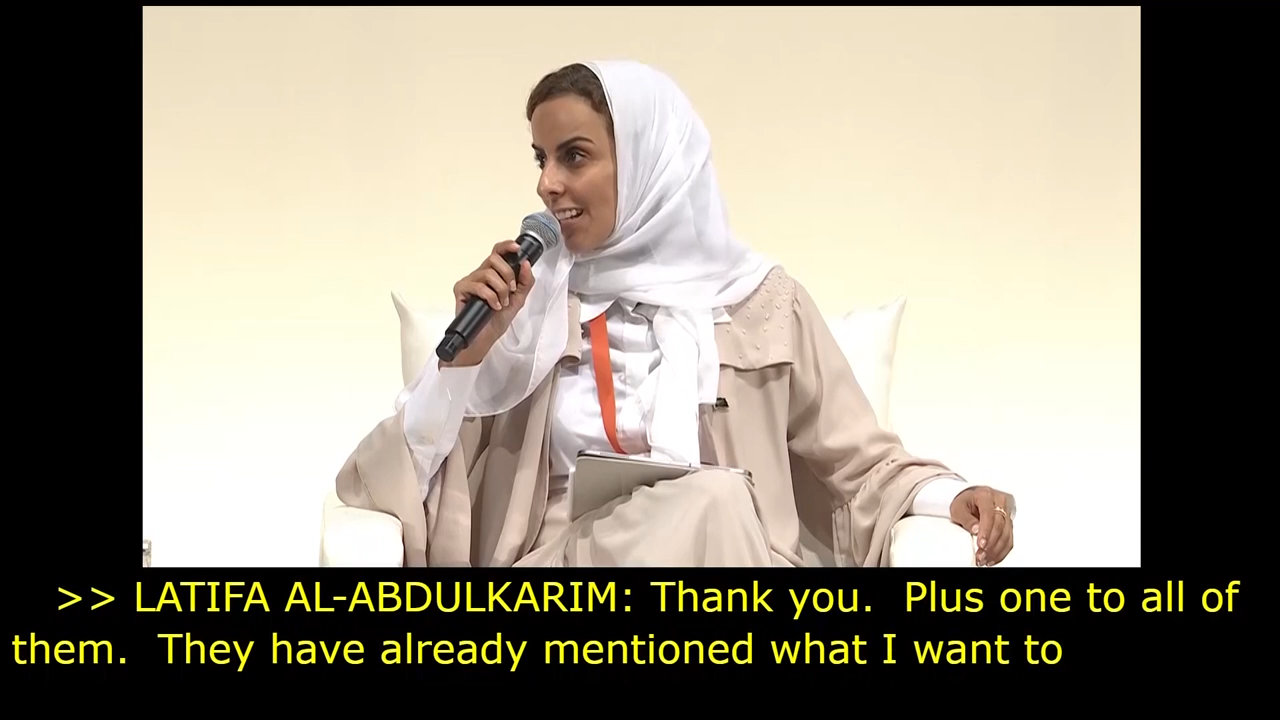 >> LATIFA AL-ABDULKARIM: Thank you.  Plus one to all of
them.  They have already mentioned what I want to